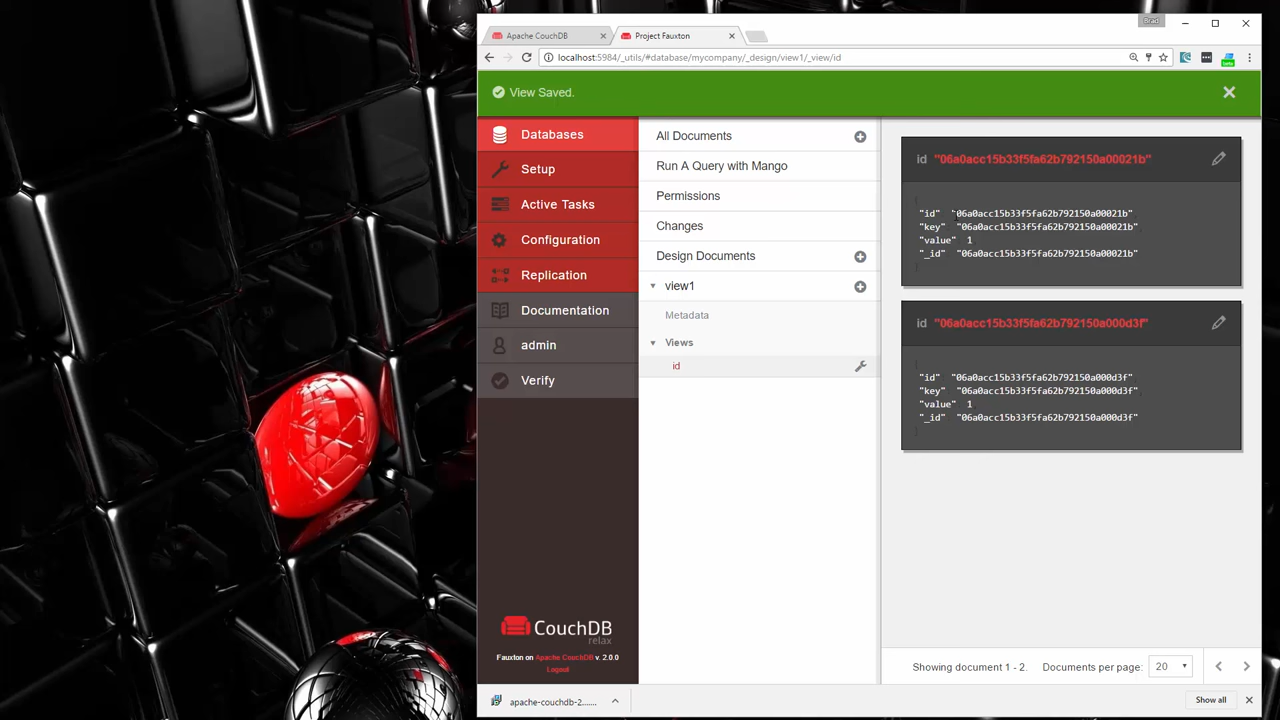 Brad
Apache CouchDB
Project Fauxton
localhost:5984/_utils/#database/mycompany/_design/view1/_view/id
View Saved.
Databases
Setup
Active Tasks
Configuration
Replication
Documentation
admin
Verify
CouchDB
relax
Fauxton on Apache CouchDB v. 2.0.0
Logout
All Documents
Run A Query with Mango
Permissions
Changes
Design Documents
view1
Metadata
Views
id
id "06a0acc15b33f5fa62b792150a00021b"
{
"id" "06a0acc15b33f5fa62b792150a00021b"
"key" "06a0acc15b33f5fa62b792150a00021b"
"value" 1
"_id" "06a0acc15b33f5fa62b792150a00021b"
}
id "06a0acc15b33f5fa62b792150a000d3f"
{
"id" "06a0acc15b33f5fa62b792150a000d3f"
"key" "06a0acc15b33f5fa62b792150a000d3f"
"value" 1
"_id" "06a0acc15b33f5fa62b792150a000d3f"
}
Showing document 1 - 2. Documents per page: 20
apache-couchdb-2.......
Show all